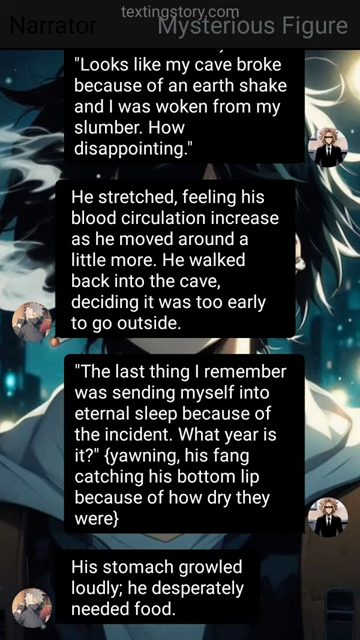 textingstory.com
Narrator Mysterious Figure
"Looks like my cave broke
because of an earth shake
and I was woken from my
slumber. How
disappointing."
He stretched, feeling his
blood circulation increase
as he moved around a
little more. He walked
back into the cave,
deciding it was too early
to go outside.
"The last thing I remember
was sending myself into
eternal sleep because of
the incident. What year is
it?" {yawning, his fang
catching his bottom lip
because of how dry they
were}
His stomach growled
loudly; he desperately
needed food.